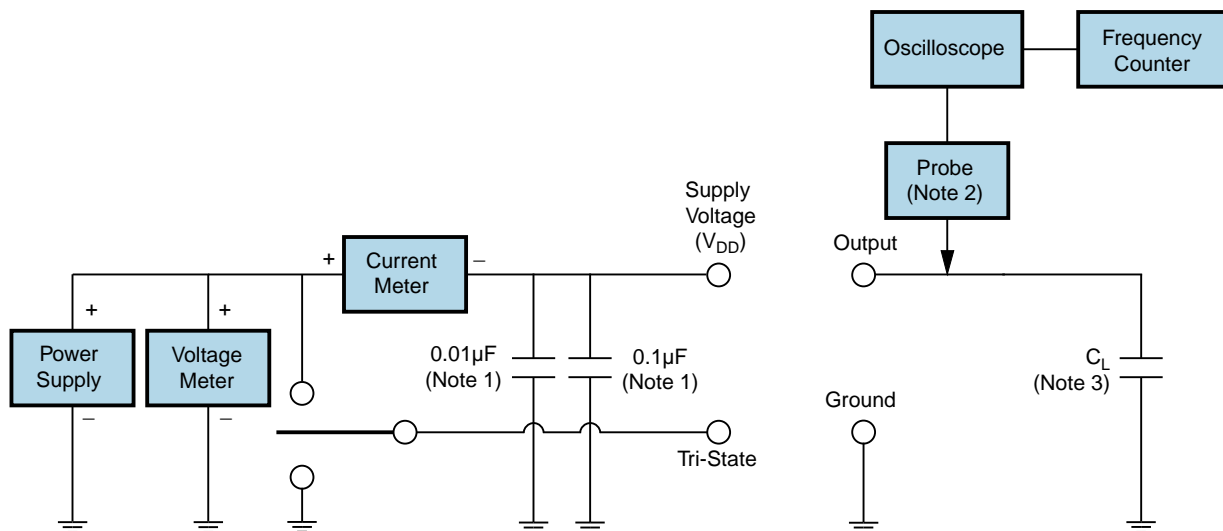 Oscilloscope
Frequency
Counter
Probe
(Note 2)
Supply
Voltage
(VDD)
Output
+
Current
Meter
–
+
+
Power
Supply
Voltage
Meter
–
–
0.01µF
(Note 1)
0.1µF
(Note 1)
CL
(Note 3)
Ground
Tri-State